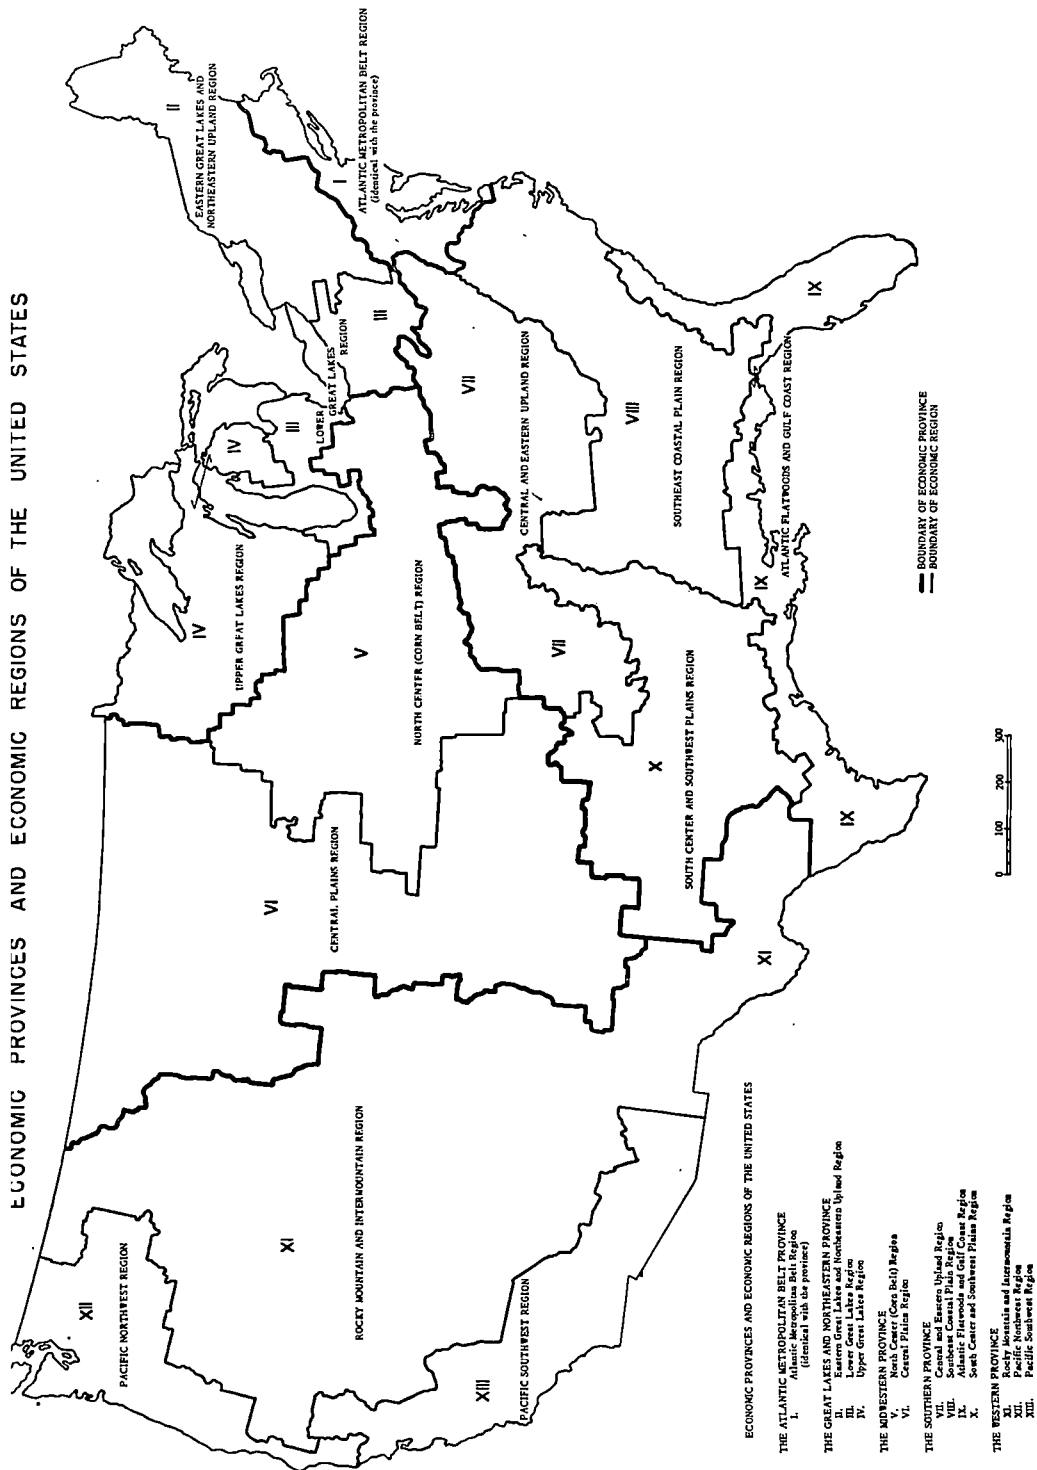 ECONOMIC PROVINCES AND ECONOMIC REGIONS OF THE UNITED STATES
II
EASTERN GREAT LAKES AND
NORTHEASTERN UPLAND REGION
I
ATLANTIC METROPOLITAN BELT REGION
(identical with the province)
III
LOWER
GREAT LAKES
REGION
III
IV
IV
UPPER GREAT LAKES REGION
V
NORTH CENTER (CORN BELT) REGION
VI
CENTRAL PLAINS REGION
VII
CENTRAL AND EASTERN UPLAND REGION
VII
VIII
SOUTHEAST COASTAL PLAIN REGION
IX
ATLANTIC FLATWOODS AND GULF COAST REGION
IX
IX
X
SOUTH CENTER AND SOUTHWEST PLAINS REGION
XI
XI
ROCKY MOUNTAIN AND INTERMOUNTAIN REGION
XII
PACIFIC NORTHWEST REGION
XIII
PACIFIC SOUTHWEST REGION
BOUNDARY OF ECONOMIC PROVINCE
BOUNDARY OF ECONOMIC REGION
0 100 200 300
ECONOMIC PROVINCES AND ECONOMIC REGIONS OF THE UNITED STATES
THE ATLANTIC METROPOLITAN BELT PROVINCE
I. Atlantic Metropolitan Belt Region
(identical with the province)
THE GREAT LAKES AND NORTHEASTERN PROVINCE
II. Eastern Great Lakes and Northeastern Upland Region
III. Lower Great Lakes Region
IV. Upper Great Lakes Region
THE MIDWESTERN PROVINCE
V. North Center (Corn Belt) Region
VI. Central Plains Region
THE SOUTHERN PROVINCE
VII. Central and Eastern Upland Region
VIII. Southeast Coastal Plain Region
IX. Atlantic Flatwoods and Gulf Coast Region
X. South Center and Southwest Plains Region
THE WESTERN PROVINCE
XI. Rocky Mountain and Intermountain Region
XII. Pacific Northwest Region
XIII. Pacific Southwest Region